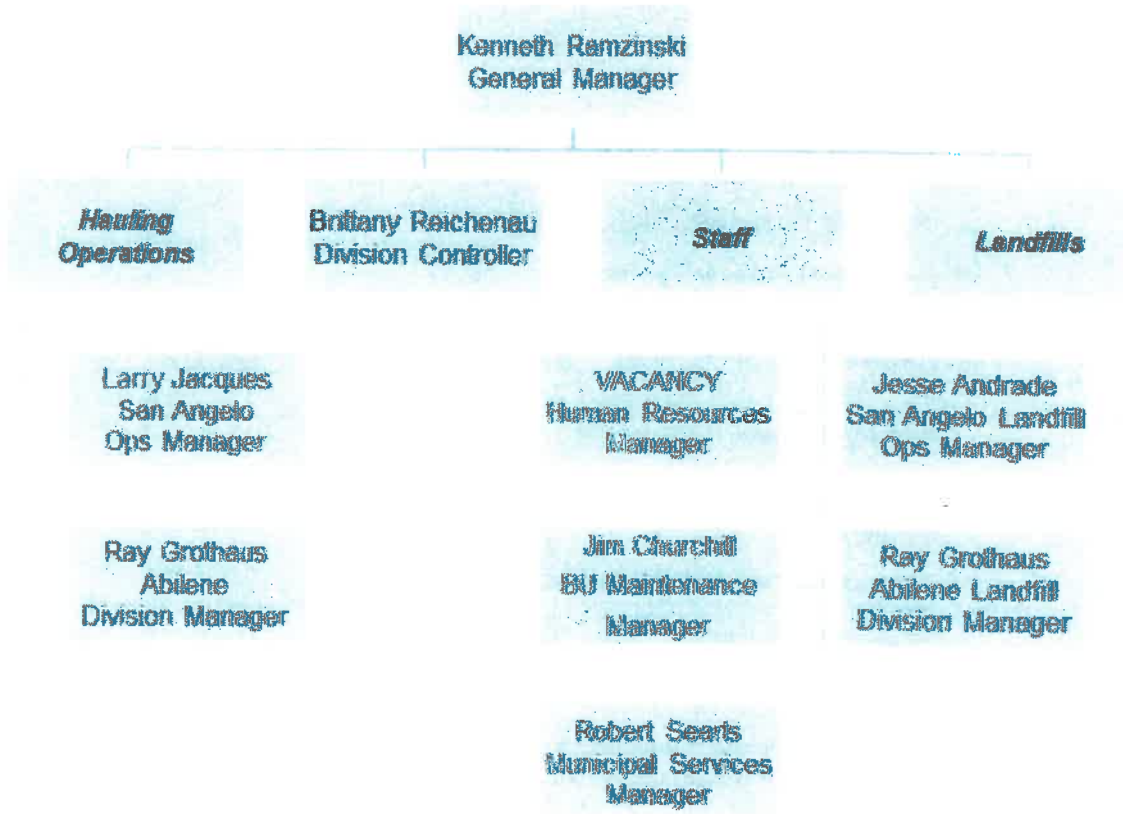 Kenneth Ramzinski
General Manager
Hauling
Operations
Brittany Reichenau
Division Controller
Staff
Landfills
Larry Jacques
San Angelo
Ops Manager
VACANCY
Human Resources
Manager
Jesse Andrade
San Angelo Landfill
Ops Manager
Ray Grothaus
Abilene
Division Manager
Jim Churchill
BU Maintenance
Manager
Ray Grothaus
Abilene Landfill
Division Manager
Robert Searls
Municipal Services
Manager